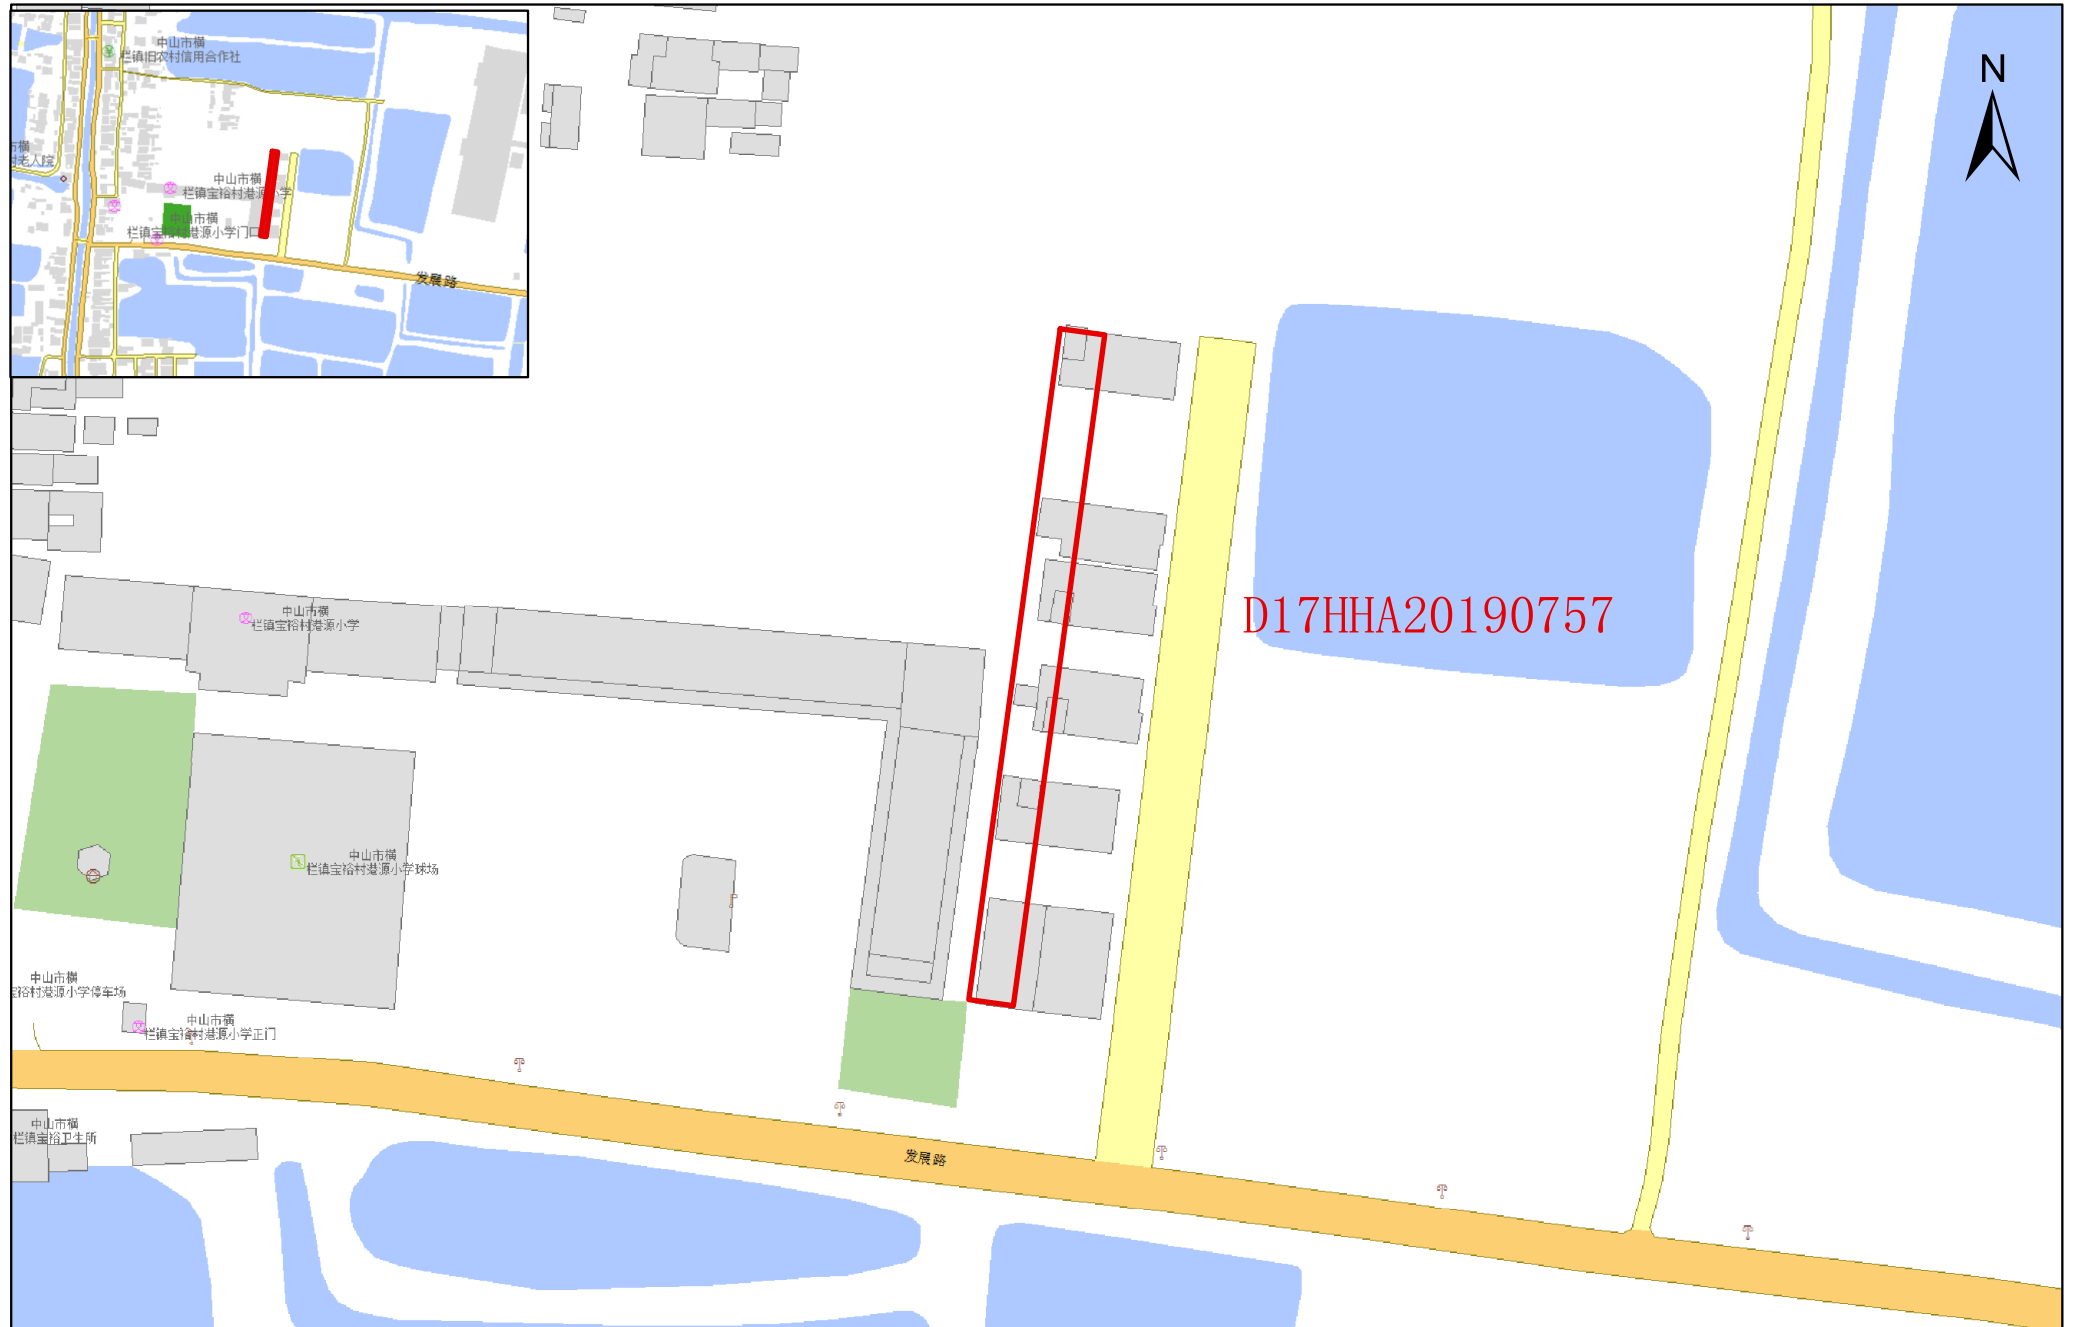 中山市横
栏镇旧农村信用合作社
市横
村老人院
中山市横
栏镇宝裕村港源小学
中山市横
栏镇宝裕村港源小学门口
发展路
N
D17HHA20190757
中山市横
栏镇宝裕村港源小学
中山市横
栏镇宝裕村港源小学球场
中山市横
宝裕村港源小学停车场
中山市横
栏镇宝裕村港源小学正门
中山市横
栏镇宝裕卫生所
发展路